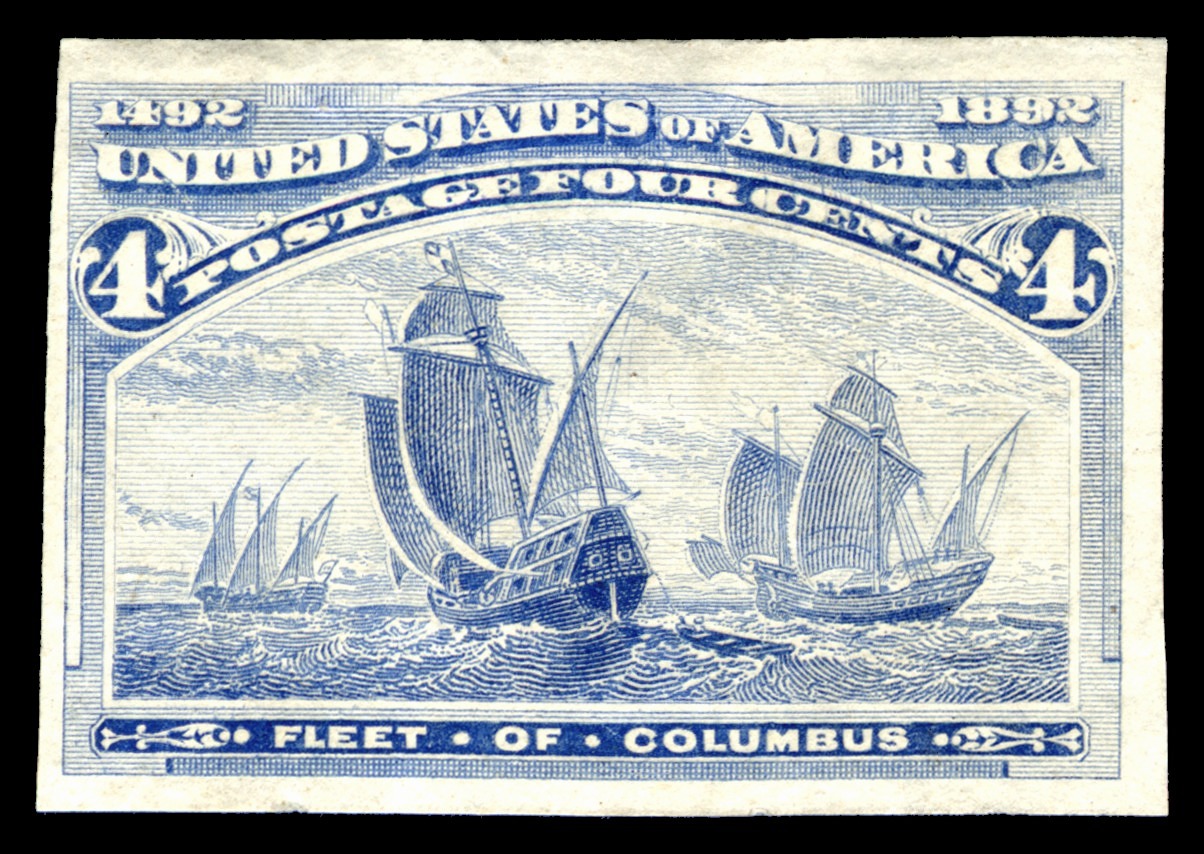 1492 1892
UNITED STATES OF AMERICA
POSTAGE FOUR CENTS
4 4
FLEET • OF • COLUMBUS